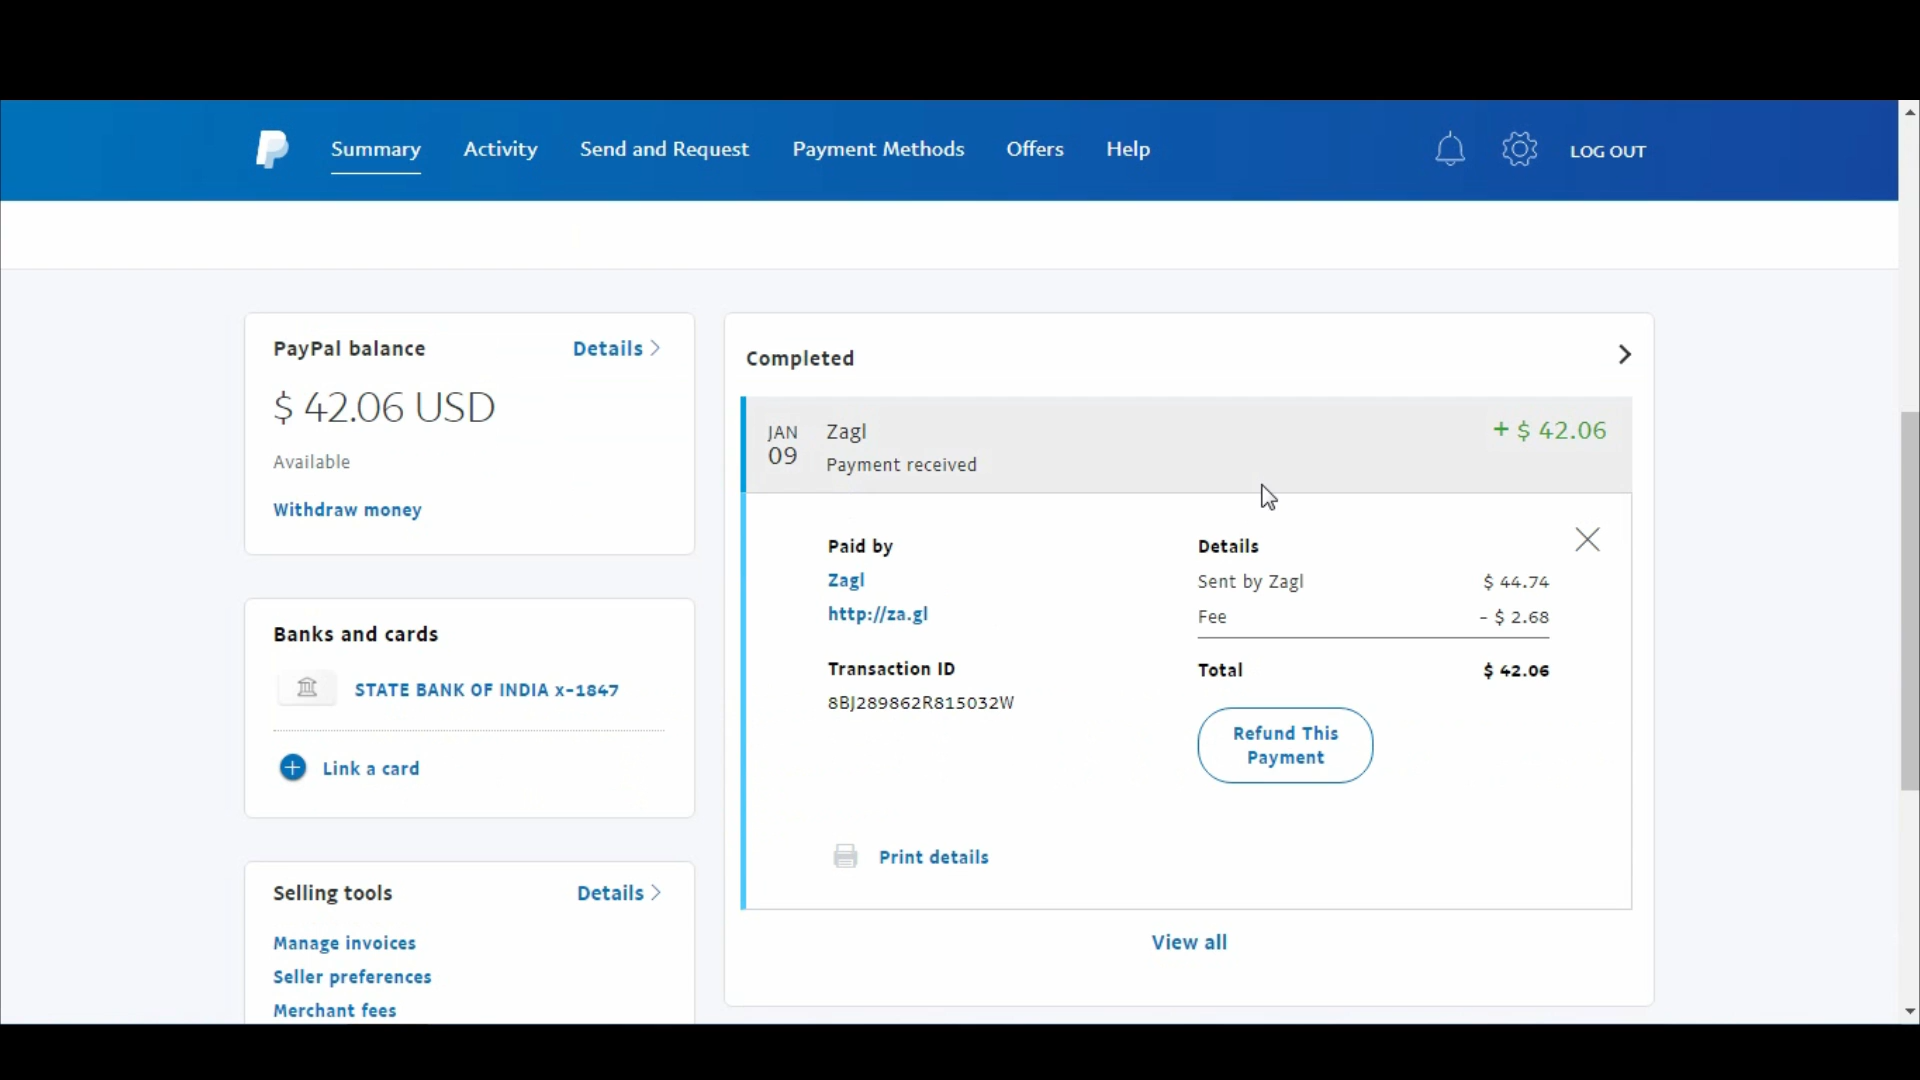 Summary Activity Send and Request Payment Methods Offers Help LOG OUT
PayPal balance Details
$ 42.06 USD
Available
Withdraw money
Banks and cards
STATE BANK OF INDIA x-1847
Link a card
Selling tools Details
Manage invoices
Seller preferences
Merchant fees
Completed
JAN
09
Zagl
Payment received
+ $ 42.06
Paid by
Zagl
http://za.gl
Transaction ID
8BJ289862R815032W
Details
Sent by Zagl $ 44.74
Fee - $ 2.68
Total $ 42.06
Refund This
Payment
Print details
View all